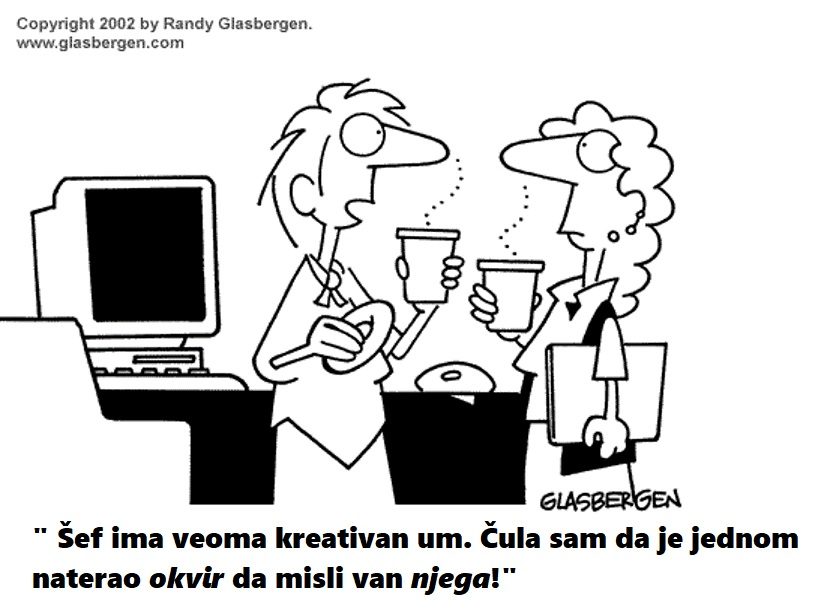 Copyright 2002 by Randy Glasbergen.
www.glasbergen.com
GLASBERGEN
" Šef ima veoma kreativan um. Čula sam da je jednom
naterao okvir da misli van njega!"